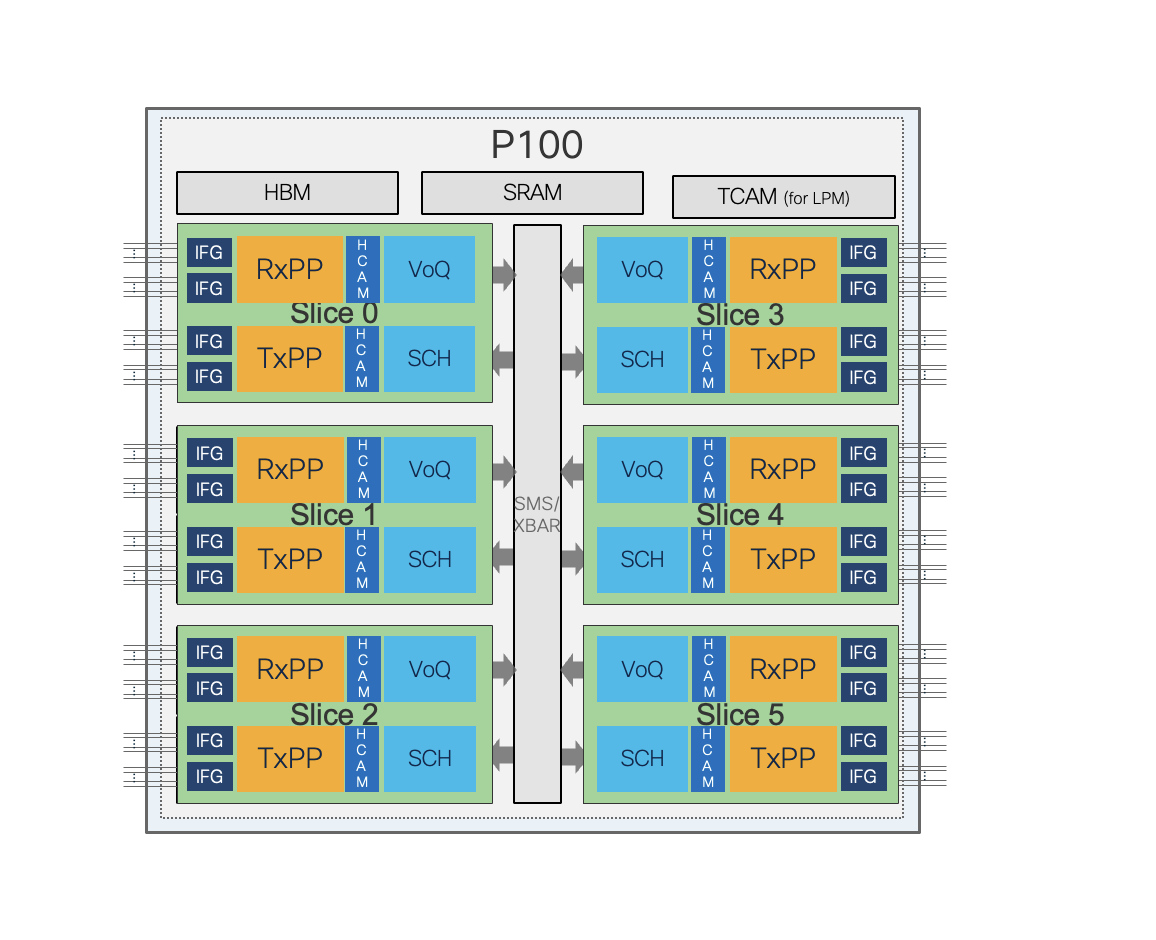 P100
HBM
SRAM
TCAM (for LPM)
IFG
IFG
RxPP
HCAM
VoQ
Slice 0
IFG
IFG
TxPP
HCAM
SCH
VoQ
HCAM
RxPP
IFG
IFG
Slice 3
SCH
HCAM
TxPP
IFG
IFG
IFG
IFG
RxPP
HCAM
VoQ
Slice 1
IFG
IFG
TxPP
HCAM
SCH
SMS/
XBAR
VoQ
HCAM
RxPP
IFG
IFG
Slice 4
SCH
HCAM
TxPP
IFG
IFG
IFG
IFG
RxPP
HCAM
VoQ
Slice 2
IFG
IFG
TxPP
HCAM
SCH
VoQ
HCAM
RxPP
IFG
IFG
Slice 5
SCH
HCAM
TxPP
IFG
IFG